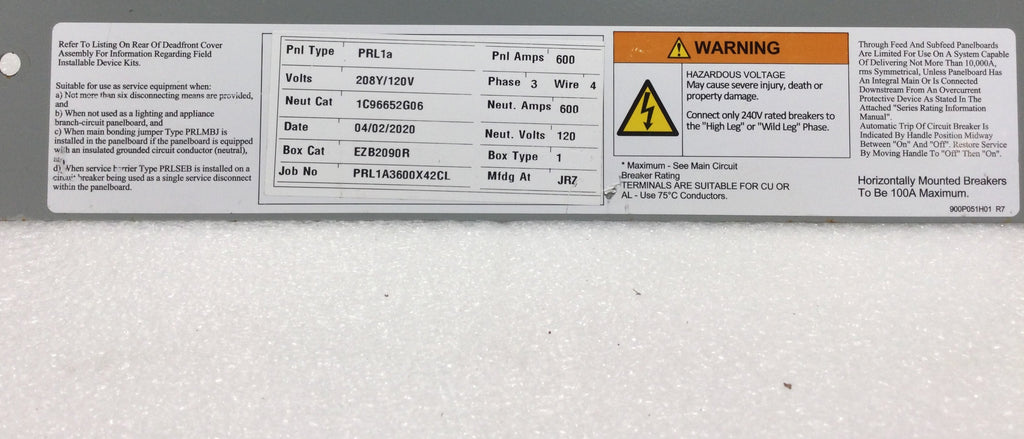 Refer To Listing On Rear Of Deadfront Cover
Assembly For Information Regarding Field
Installable Device Kits.
Suitable for use as service equipment when:
a) Not more than six disconnecting means are provided,
and
b) When not used as a lighting and appliance
branch-circuit panelboard, and
c) When main bonding jumper Type PRLMBJ is
installed in the panelboard if the panelboard is equipped
with an insulated grounded circuit conductor (neutral),
and
d) When service barrier Type PRLSEB is installed on a
circuit breaker being used as a single service disconnect
within the panelboard.
Pnl Type PRL1a Pnl Amps 600
Volts 208Y/120V Phase 3 Wire 4
Neut Cat 1C96652G06 Neut. Amps 600
Date 04/02/2020 Neut. Volts 120
Box Cat EZB2090R Box Type 1
Job No PRL1A3600X42CL Mfdg At JRZ
WARNING
HAZARDOUS VOLTAGE
May cause severe injury, death or
property damage.
Connect only 240V rated breakers to
the "High Leg" or "Wild Leg" Phase.
* Maximum - See Main Circuit
Breaker Rating
TERMINALS ARE SUITABLE FOR CU OR
AL - Use 75°C Conductors.
Through Feed And Subfeed Panelboards
Are Limited For Use On A System Capable
Of Delivering Not More Than 10,000A,
rms Symmetrical, Unless Panelboard Has
An Integral Main Or Is Connected
Downstream From An Overcurrent
Protective Device As Stated In The
Attached "Series Rating Information
Manual".
Automatic Trip Of Circuit Breaker Is
Indicated By Handle Position Midway
Between "On" And "Off". Restore Service
By Moving Handle To "Off" Then "On".
Horizontally Mounted Breakers
To Be 100A Maximum.
900P051H01 R7